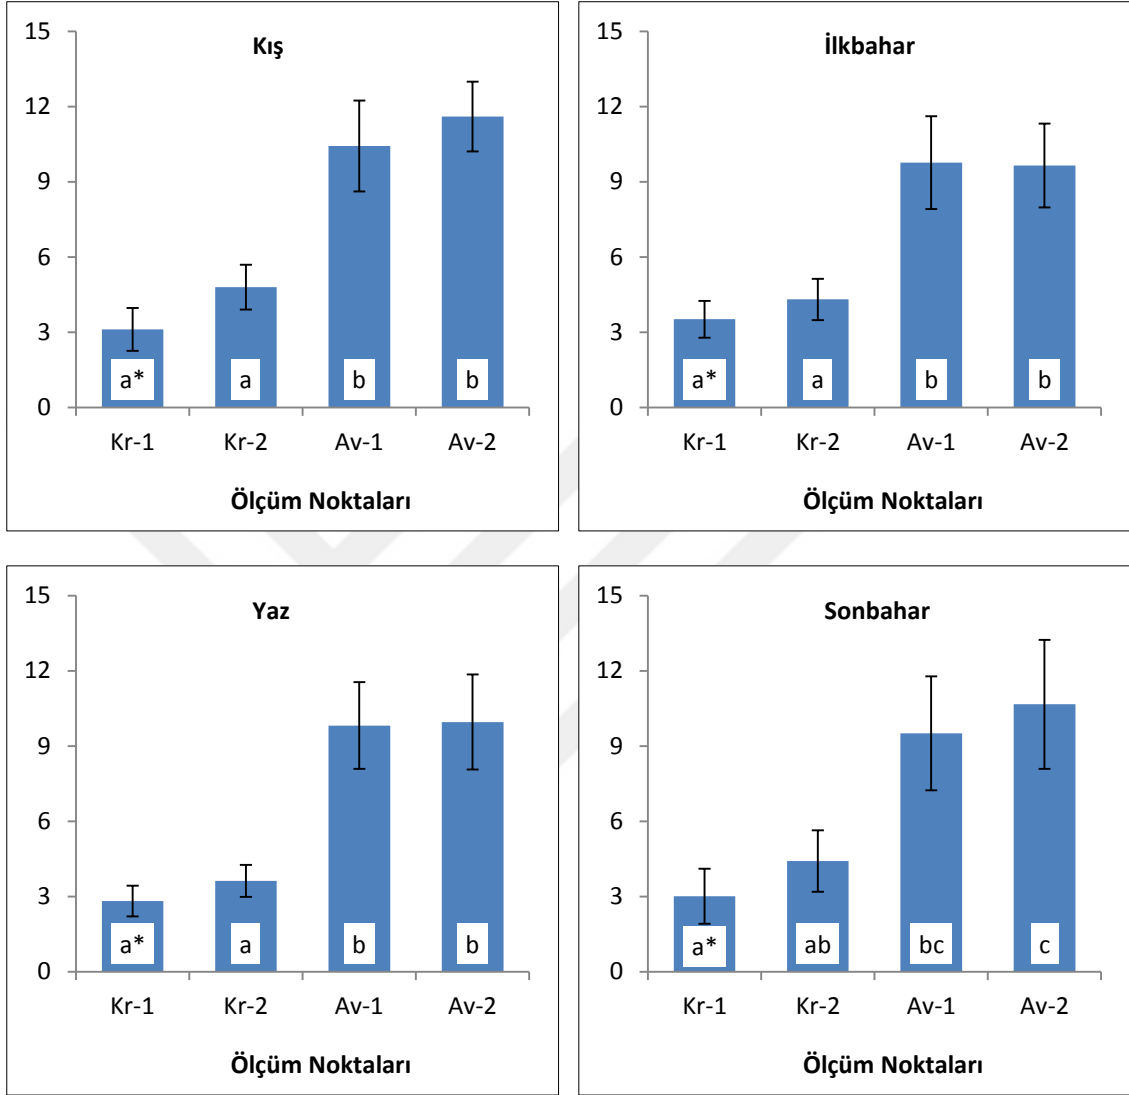 Kış
15
12
9
6
3
0
a* a b b
Kr-1 Kr-2 Av-1 Av-2
Ölçüm Noktaları
İlkbahar
15
12
9
6
3
0
a* a b b
Kr-1 Kr-2 Av-1 Av-2
Ölçüm Noktaları
Yaz
15
12
9
6
3
0
a* a b b
Kr-1 Kr-2 Av-1 Av-2
Ölçüm Noktaları
Sonbahar
15
12
9
6
3
0
a* ab bc c
Kr-1 Kr-2 Av-1 Av-2
Ölçüm Noktaları